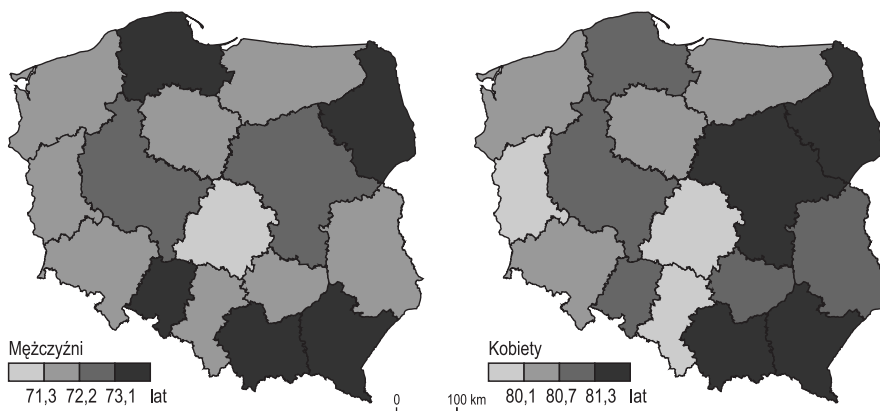 Mężczyźni
71,3 72,2 73,1 lat
0 100 km
Kobiety
80,1 80,7 81,3 lat